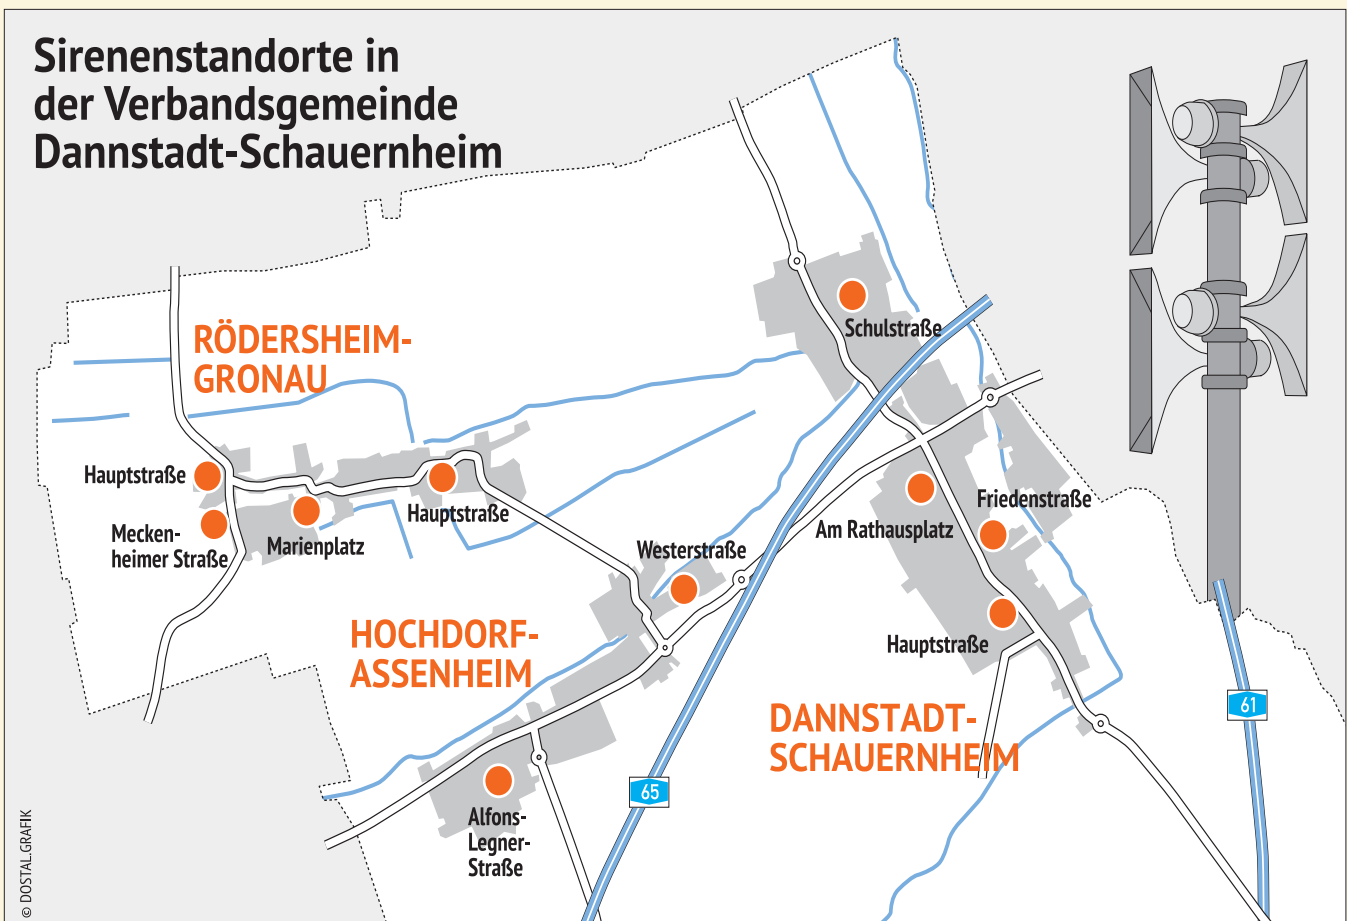 Sirenenstandorte in
der Verbandsgemeinde
Dannstadt-Schauernheim
RÖDERSHEIM-
GRONAU
Schulstraße
Hauptstraße
Mecken-
heimer Straße
Marienplatz
Hauptstraße
Westerstraße
Am Rathausplatz
Friedenstraße
Hauptstraße
HOCHDORF-
ASSENHEIM
DANNSTADT-
SCHAUERNHEIM
61
65
Alfons-
Legner-
Straße
© DOSTAL.GRAFIK